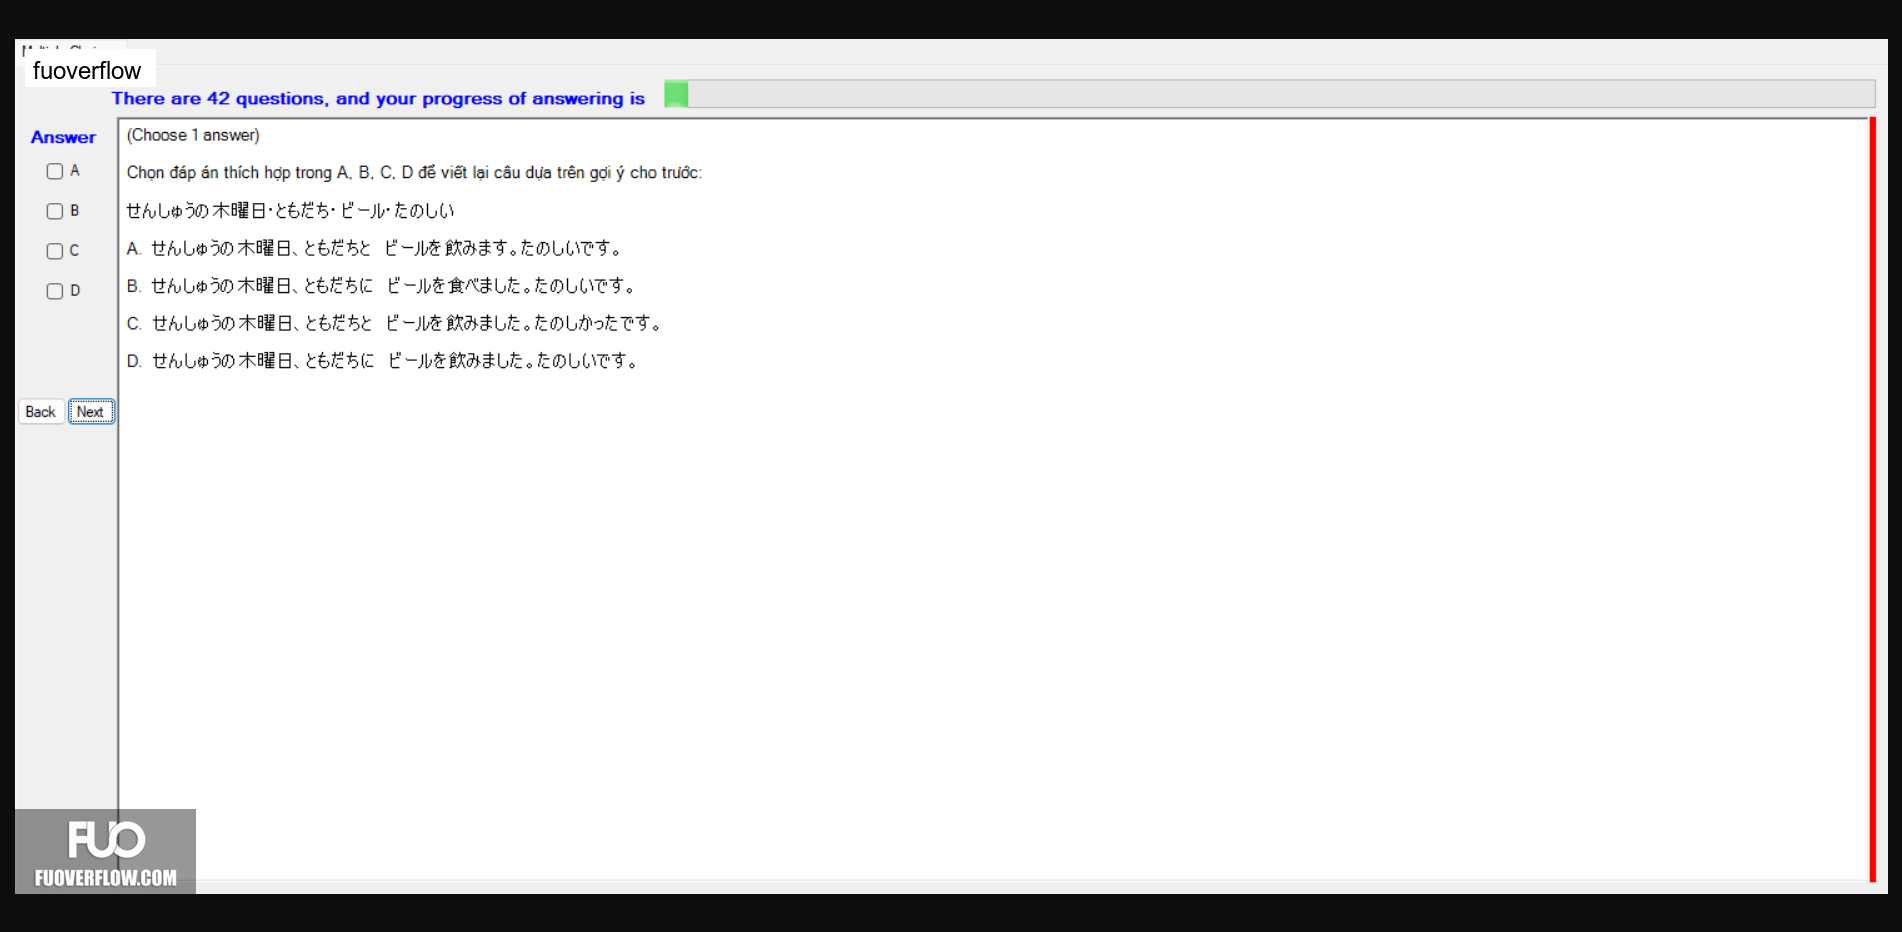 fuoverflow
There are 42 questions, and your progress of answering is
Answer
A
B
C
D
Back
Next
(Choose 1 answer)
Chọn đáp án thích hợp trong A, B, C, D để viết lại câu dựa trên gợi ý cho trước:
せんしゅうの木曜日・ともだち・ビール・たのしい
A. せんしゅうの木曜日、ともだちと ビールを飲みます。たのしいです。
B. せんしゅうの木曜日、ともだちに ビールを食べました。たのしいです。
C. せんしゅうの木曜日、ともだちと ビールを飲みました。たのしかったです。
D. せんしゅうの木曜日、ともだちに ビールを飲みました。たのしいです。
FUO
FUOVERFLOW.COM